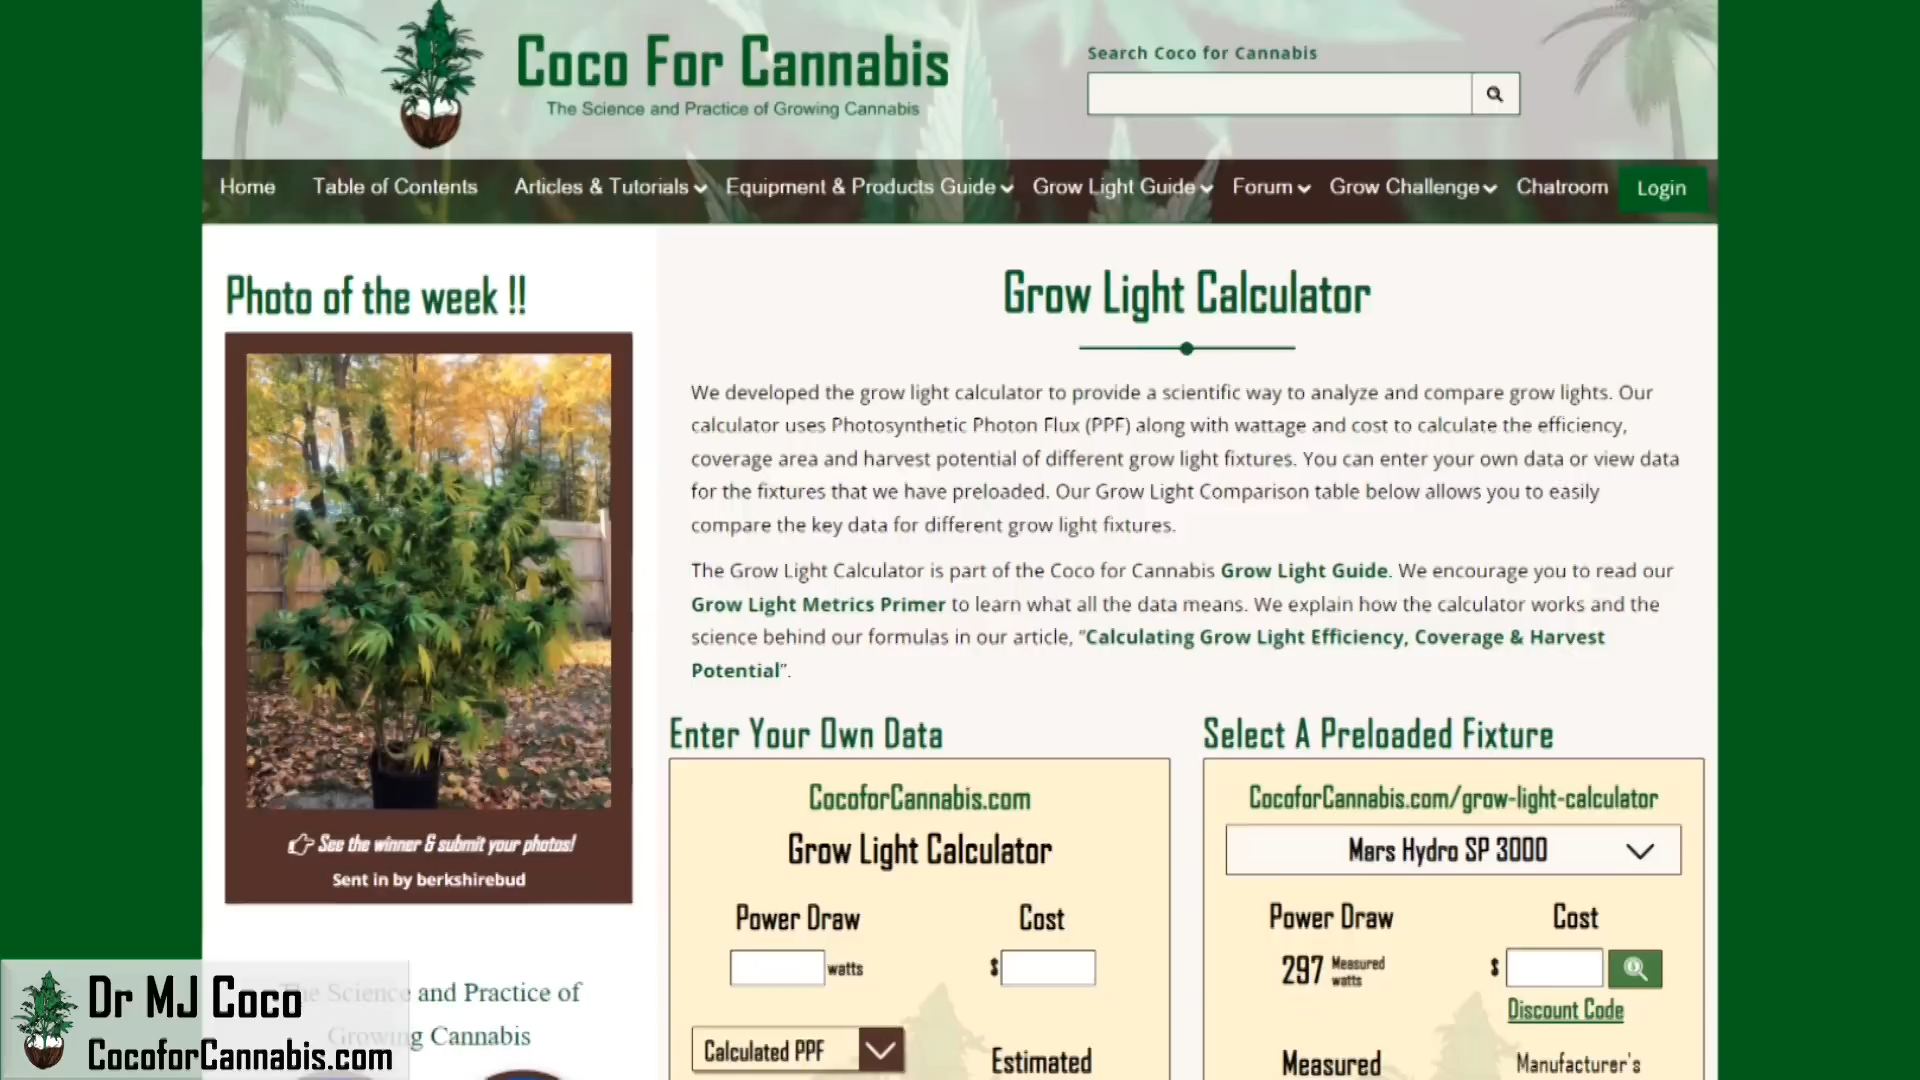 Coco For Cannabis
The Science and Practice of Growing Cannabis
Search Coco for Cannabis
Home Table of Contents Articles & Tutorials Equipment & Products Guide Grow Light Guide Forum Grow Challenge Chatroom Login
Photo of the week !!
See the winner & submit your photos!
Sent in by berkshirebud
The Science and Practice of
Growing Cannabis
Grow Light Calculator
We developed the grow light calculator to provide a scientific way to analyze and compare grow lights. Our
calculator uses Photosynthetic Photon Flux (PPF) along with wattage and cost to calculate the efficiency,
coverage area and harvest potential of different grow light fixtures. You can enter your own data or view data
for the fixtures that we have preloaded. Our Grow Light Comparison table below allows you to easily
compare the key data for different grow light fixtures.
The Grow Light Calculator is part of the Coco for Cannabis Grow Light Guide. We encourage you to read our
Grow Light Metrics Primer to learn what all the data means. We explain how the calculator works and the
science behind our formulas in our article, "Calculating Grow Light Efficiency, Coverage & Harvest
Potential".
Enter Your Own Data
CocoforCannabis.com
Grow Light Calculator
Power Draw Cost
watts $
Calculated PPF Estimated
Select A Preloaded Fixture
CocoforCannabis.com/grow-light-calculator
Mars Hydro SP 3000
Power Draw Cost
297 Measured watts $
Discount Code
Measured Manufacturer's
Dr MJ Coco
CocoforCannabis.com